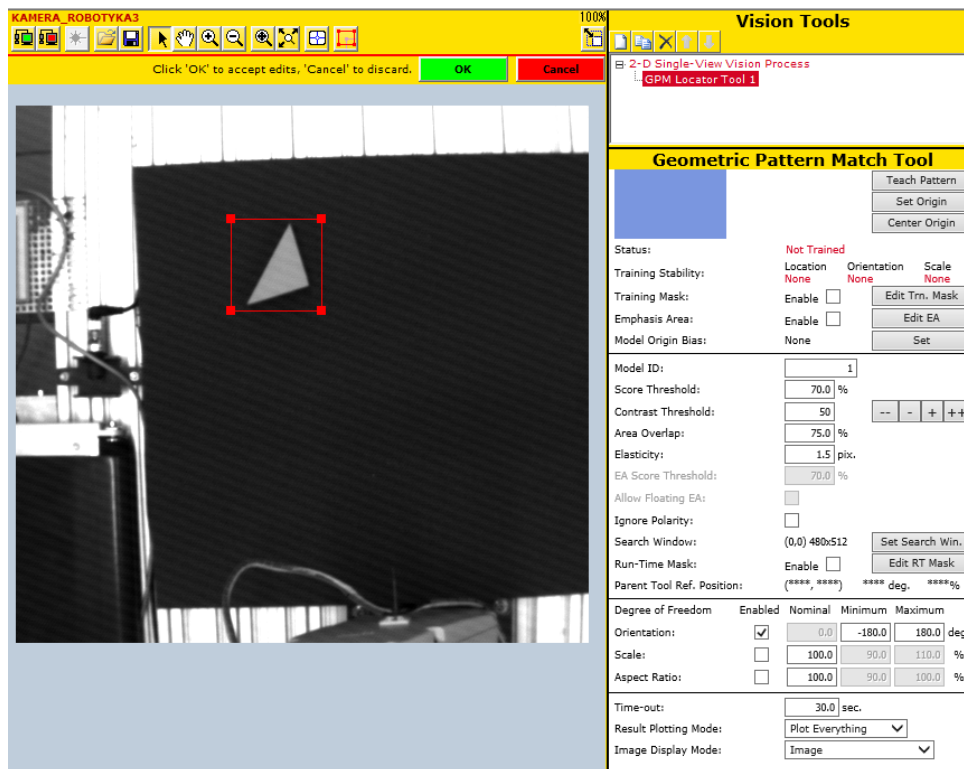 KAMERA_ROBOTYKA3
100%
Click 'OK' to accept edits, 'Cancel' to discard.
OK
Cancel
Vision Tools
2-D Single-View Vision Process
GPM Locator Tool 1
Geometric Pattern Match Tool
Teach Pattern
Set Origin
Center Origin
Status: Not Trained
Location Orientation Scale
Training Stability: None None None
Training Mask: Enable Edit Trn. Mask
Emphasis Area: Enable Edit EA
Model Origin Bias: None Set
Model ID: 1
Score Threshold: 70.0 %
Contrast Threshold: 50 -- - + ++
Area Overlap: 75.0 %
Elasticity: 1.5 pix.
EA Score Threshold: 70.0 %
Allow Floating EA:
Ignore Polarity:
Search Window: (0,0) 480x512 Set Search Win.
Run-Time Mask: Enable Edit RT Mask
Parent Tool Ref. Position: (****, ****) **** deg. ****%
Degree of Freedom Enabled Nominal Minimum Maximum
Orientation: 0.0 -180.0 180.0 deg
Scale: 100.0 90.0 110.0 %
Aspect Ratio: 100.0 90.0 100.0 %
Time-out: 30.0 sec.
Result Plotting Mode: Plot Everything
Image Display Mode: Image